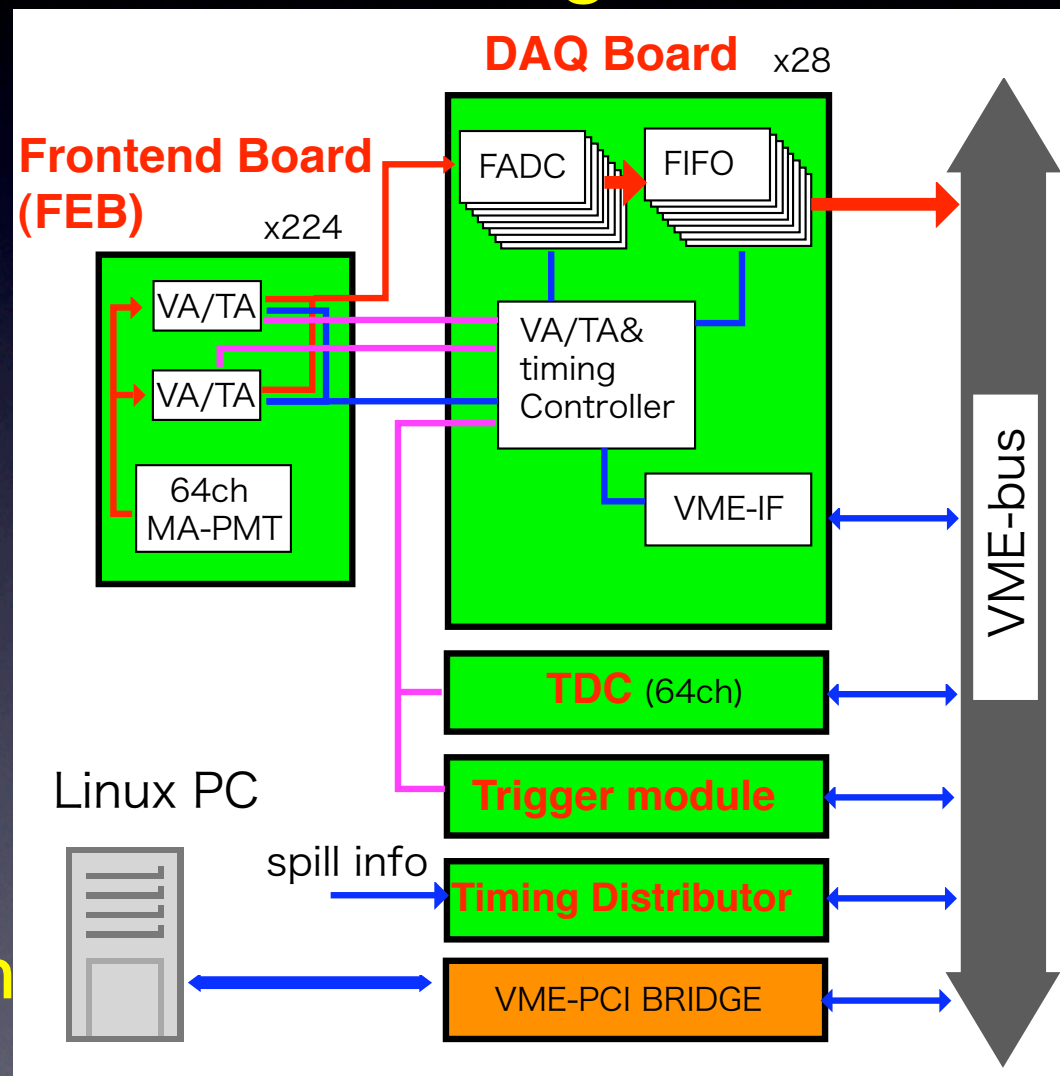 DAQ Board x28
Frontend Board
(FEB)
x224
FADC
FIFO
VA/TA
VA/TA
64ch
MA-PMT
VA/TA&
timing
Controller
VME-IF
VME-bus
TDC (64ch)
Trigger module
Linux PC
spill info
Timing Distributor
VME-PCI BRIDGE